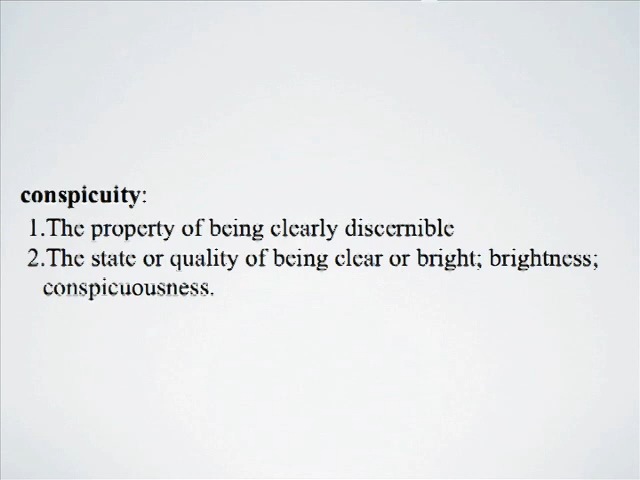 conspicuity:
1.The property of being clearly discernible
2.The state or quality of being clear or bright; brightness;
conspicuousness.